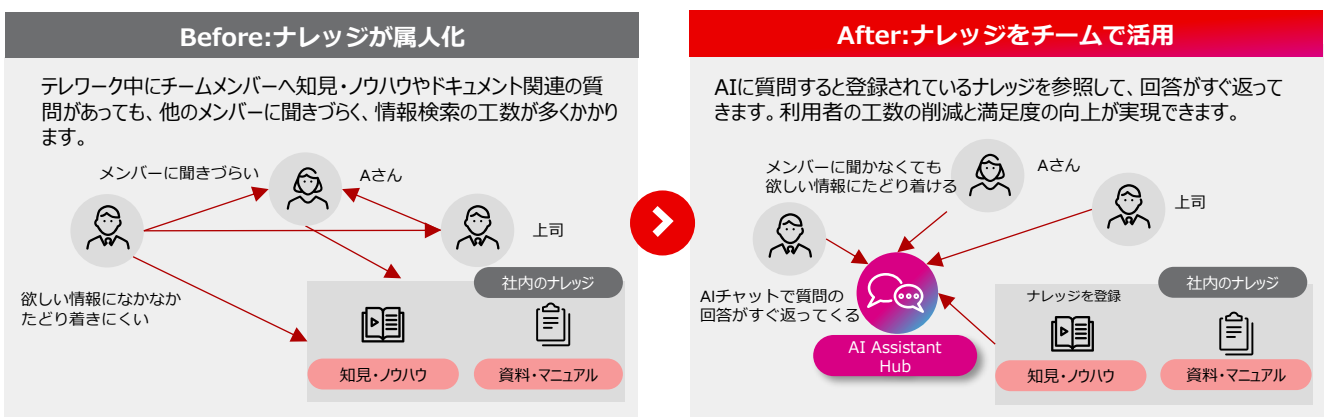 Before:ナレッジが属人化
テレワーク中にチームメンバーへ知見・ノウハウやドキュメント関連の質
問があっても、他のメンバーに聞きづらく、情報検索の工数が多くかかり
ます。
メンバーに聞きづらい
Aさん
上司
欲しい情報になかなか
たどり着きにくい
社内のナレッジ
知見・ノウハウ
資料・マニュアル
After:ナレッジをチームで活用
AIに質問すると登録されているナレッジを参照して、回答がすぐ返って
きます。利用者の工数の削減と満足度の向上が実現できます。
メンバーに聞かなくても
欲しい情報にたどり着ける
Aさん
上司
AIチャットで質問の
回答がすぐ返ってくる
AI Assistant
Hub
社内のナレッジ
ナレッジを登録
知見・ノウハウ
資料・マニュアル